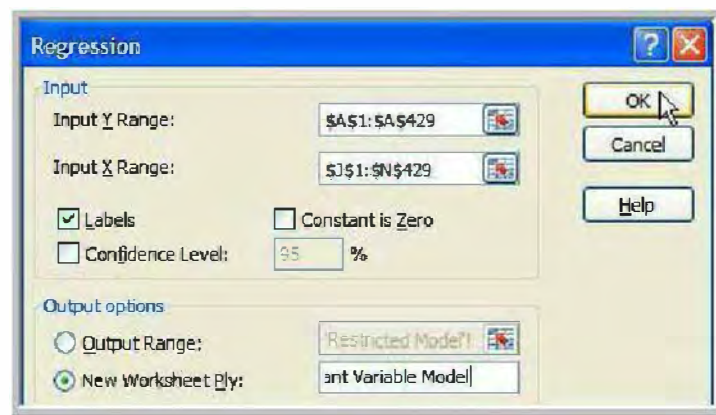 Regression
Input
Input Y Range: $A$1:$A$429
Input X Range: $J$1:$N$429
Labels
Constant is Zero
Confidence Level: 95 %
Output options
Output Range: 'Restricted Model'!
New Worksheet Ply: ant Variable Model
OK
Cancel
Help